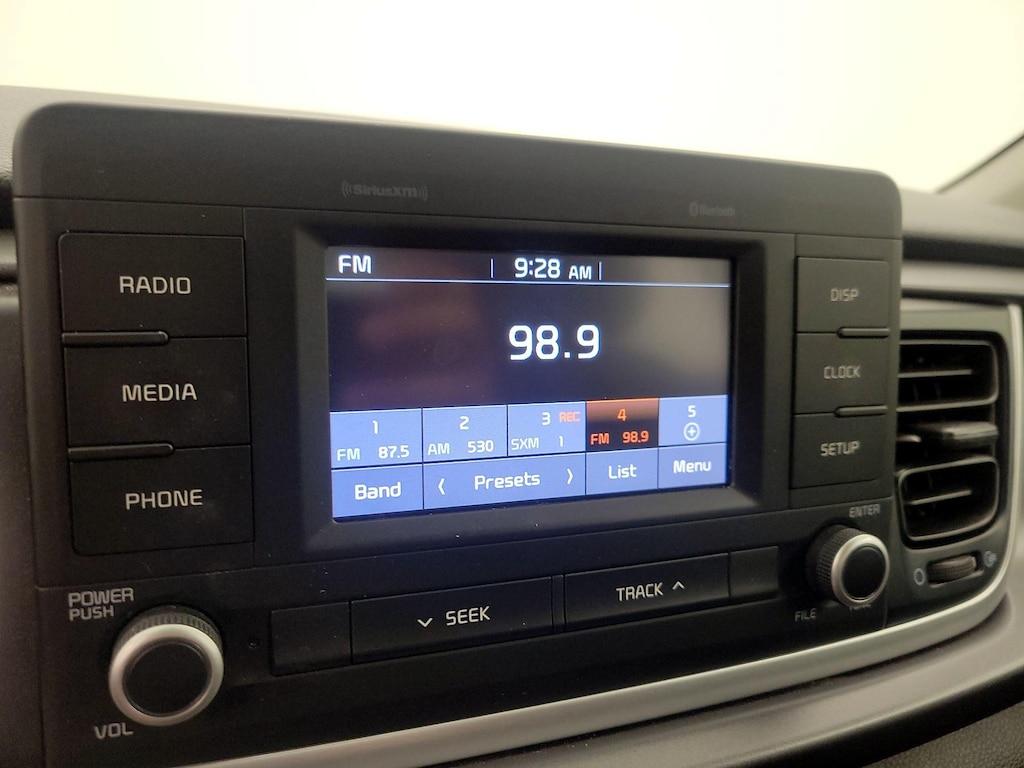 SiriusXM
Bluetooth
RADIO
MEDIA
PHONE
FM
9:28 AM
98.9
1
FM 87.5
2
AM 530
3 REC
SXM 1
4
FM 98.9
5
Band
Presets
List
Menu
DISP
CLOCK
SETUP
POWER
PUSH
VOL
SEEK
TRACK
ENTER
FILE